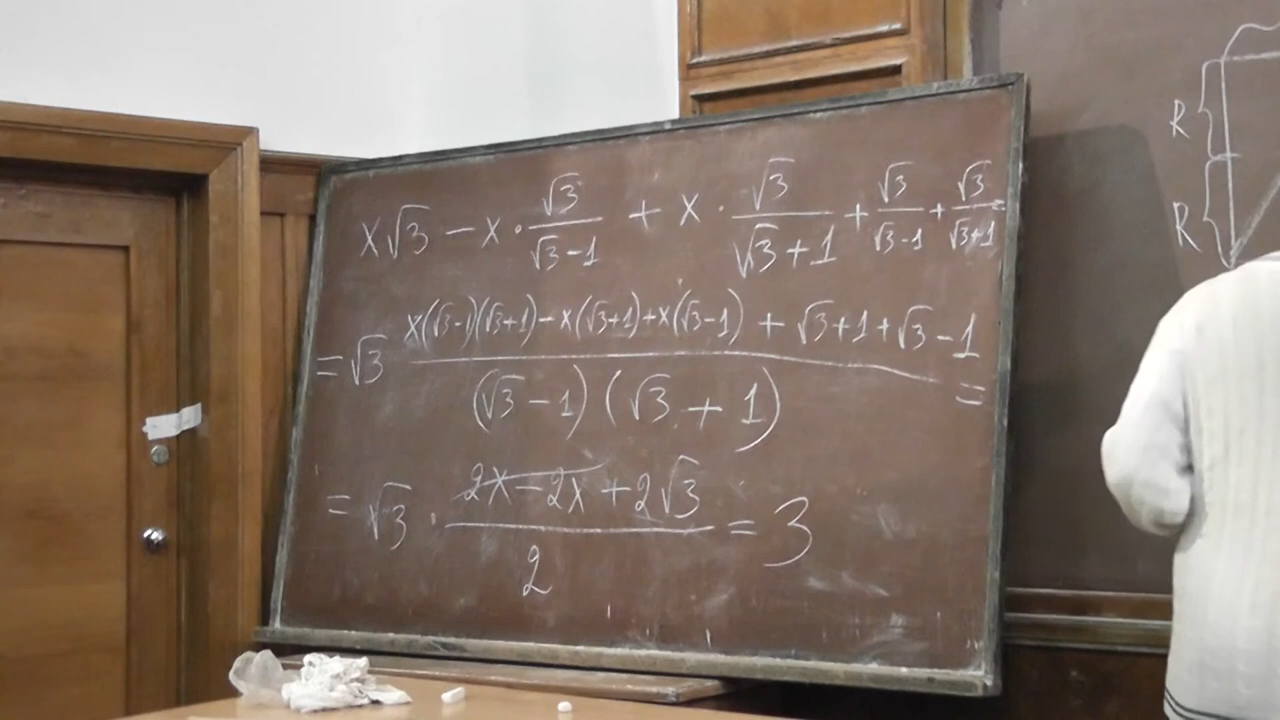 x√3 − x · √3/(√3−1) + x · √3/(√3+1) + √3/(√3−1) + √3/(√3+1) =
= √3 (x(√3−1)(√3+1) − x(√3+1) + x(√3−1) + √3+1+√3−1)/((√3−1)(√3+1)) =
= √3 · (2x − 2x + 2√3)/2 = 3
R
R